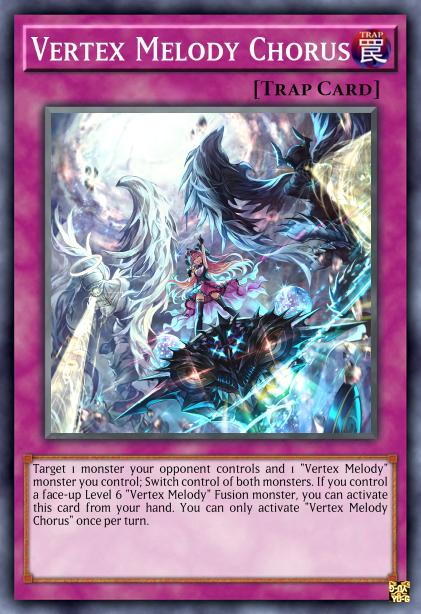 Vertex Melody Chorus
TRAP
罠
[Trap Card]
Target 1 monster your opponent controls and 1 "Vertex Melody"
monster you control; Switch control of both monsters. If you control
a face-up Level 6 "Vertex Melody" Fusion monster, you can activate
this card from your hand. You can only activate "Vertex Melody
Chorus" once per turn.